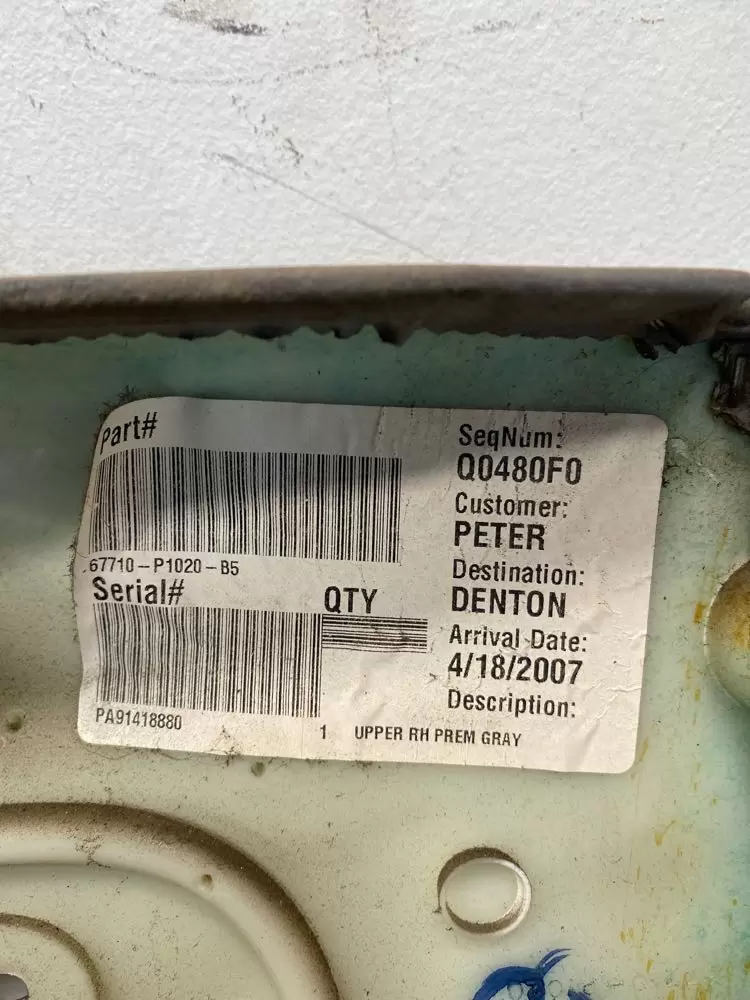 Part#
67710-P1020-B5
Serial#
QTY
PA91418880
1 UPPER RH PREM GRAY
SeqNum:
Q0480F0
Customer:
PETER
Destination:
DENTON
Arrival Date:
4/18/2007
Description: